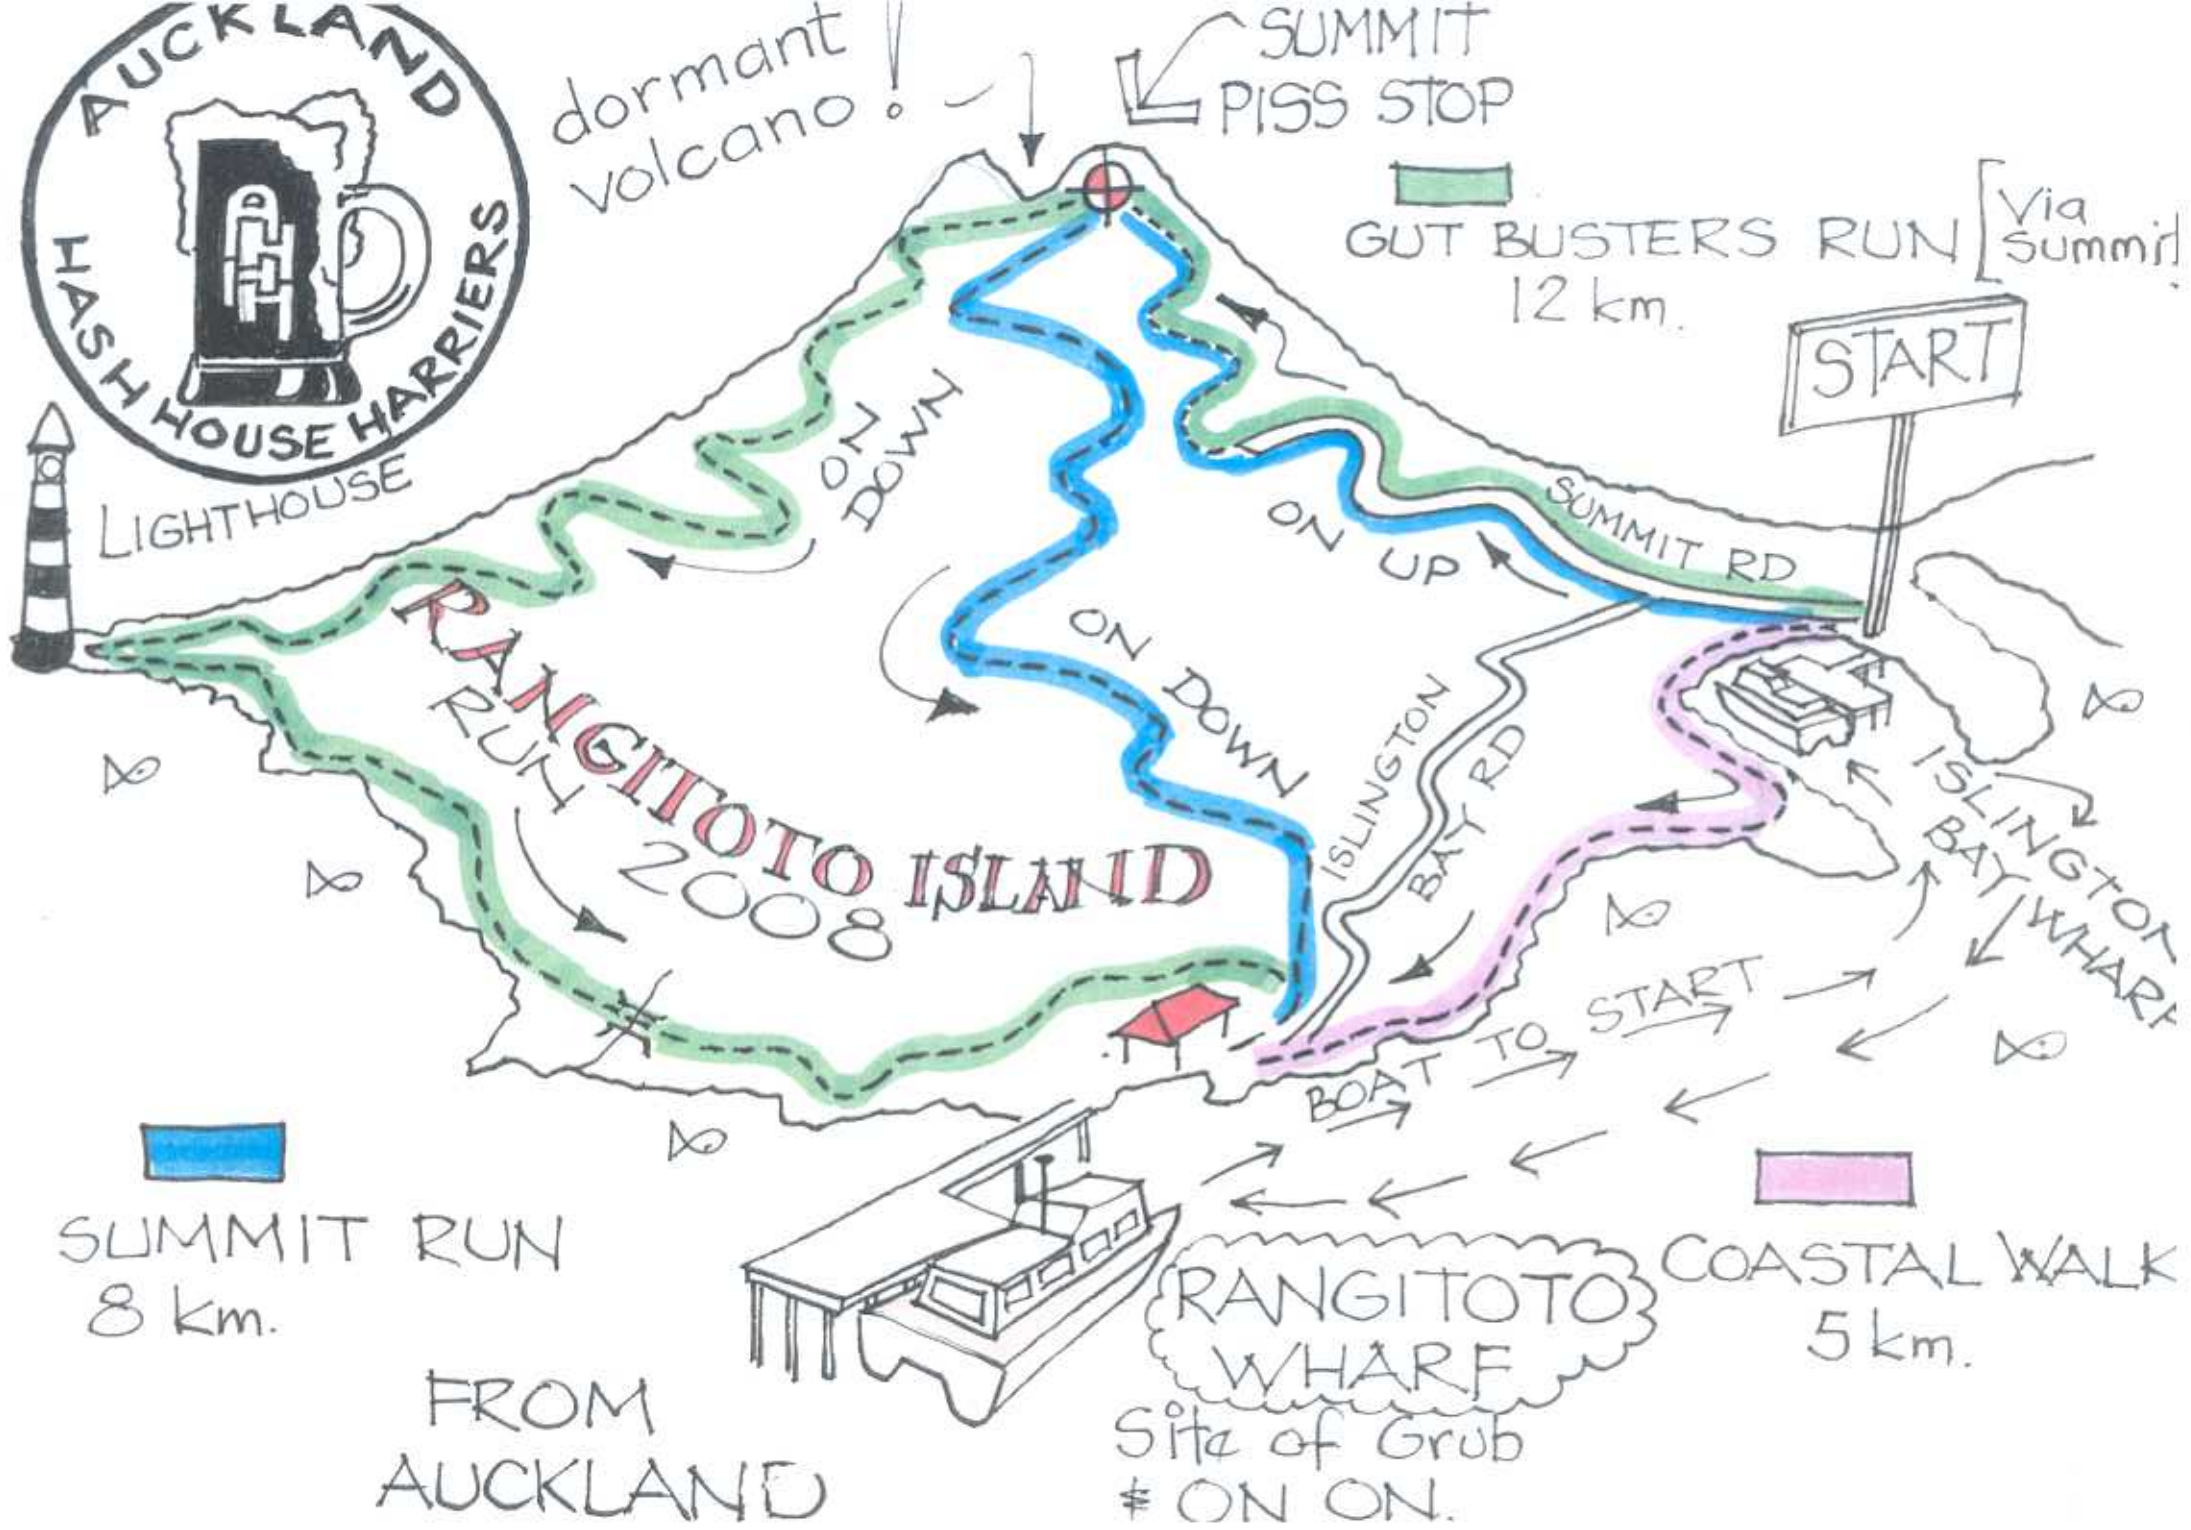 AUCKLAND
HASH HOUSE HARRIERS
H
H
H
dormant
volcano !
SUMMIT
PISS STOP
GUT BUSTERS RUN
12 km.
[Via
Summit!
START
LIGHTHOUSE
ON
DOWN
ON UP
SUMMIT RD
ON DOWN
RANGITOTO ISLAND
RUN 2008
ISLINGTON
BAY RD
ISLINGTON
BAY WHARF
BOAT TO START
SUMMIT RUN
8 km.
COASTAL WALK
5 km.
RANGITOTO
WHARF
Site of Grub
& ON ON.
FROM
AUCKLAND